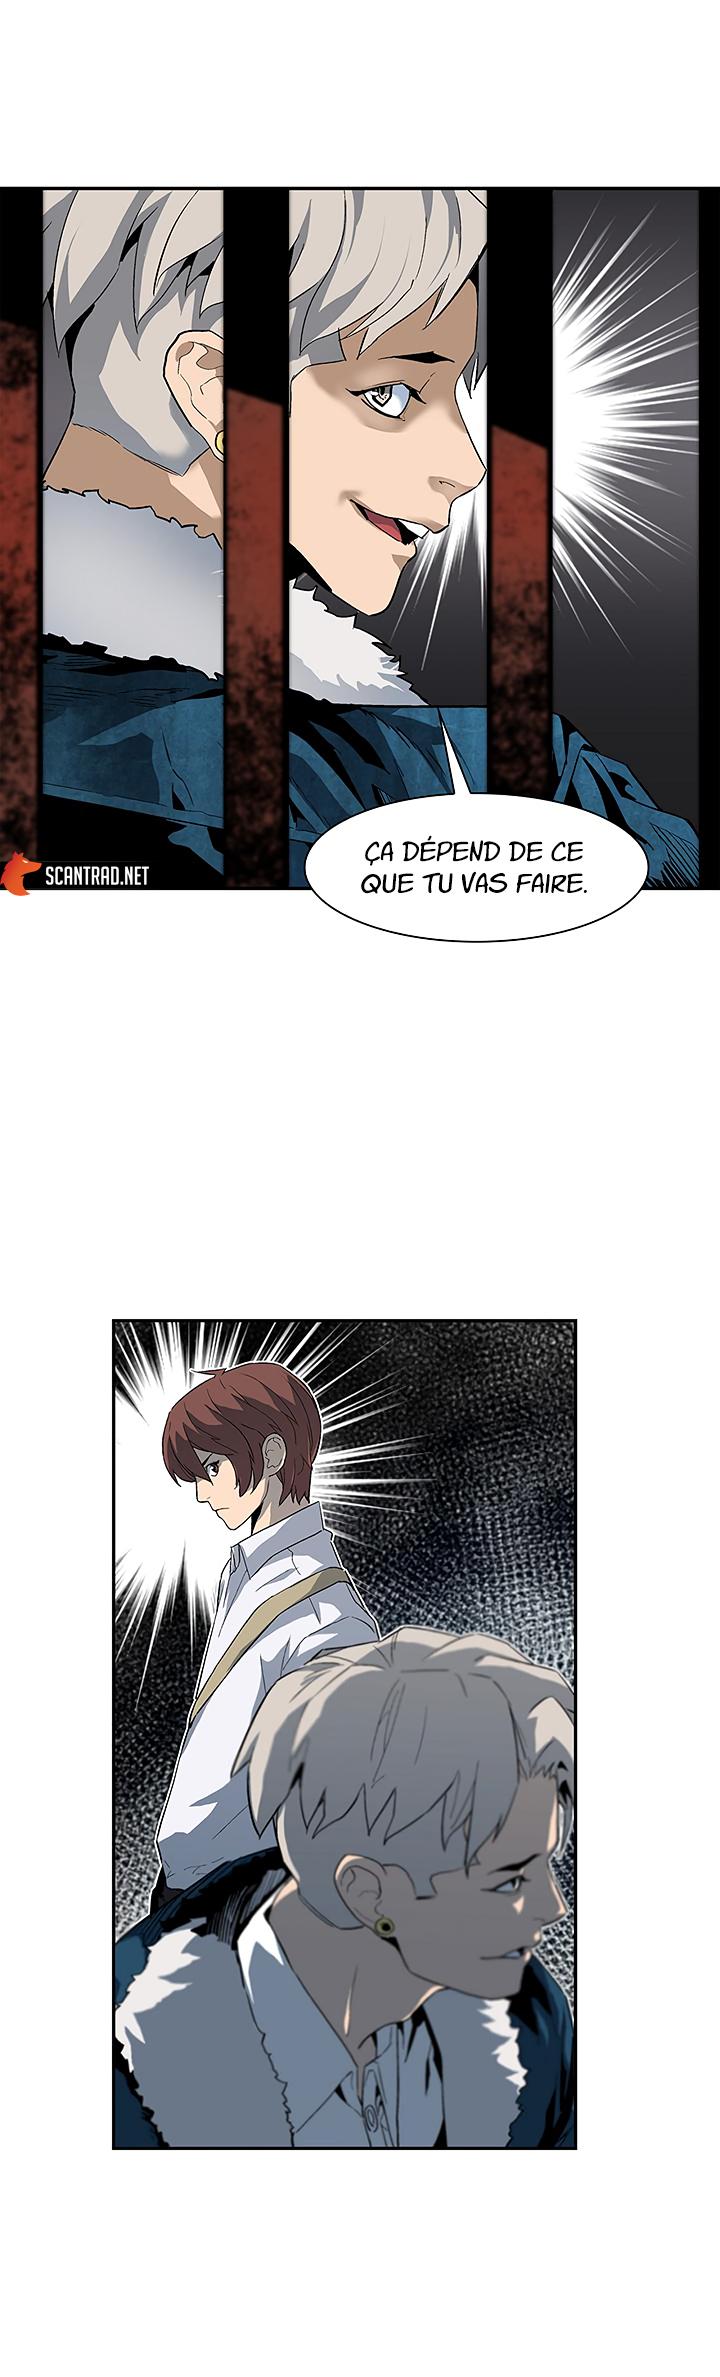 SCANTRAD.NET
ÇA DÉPEND DE CE
QUE TU VAS FAIRE.